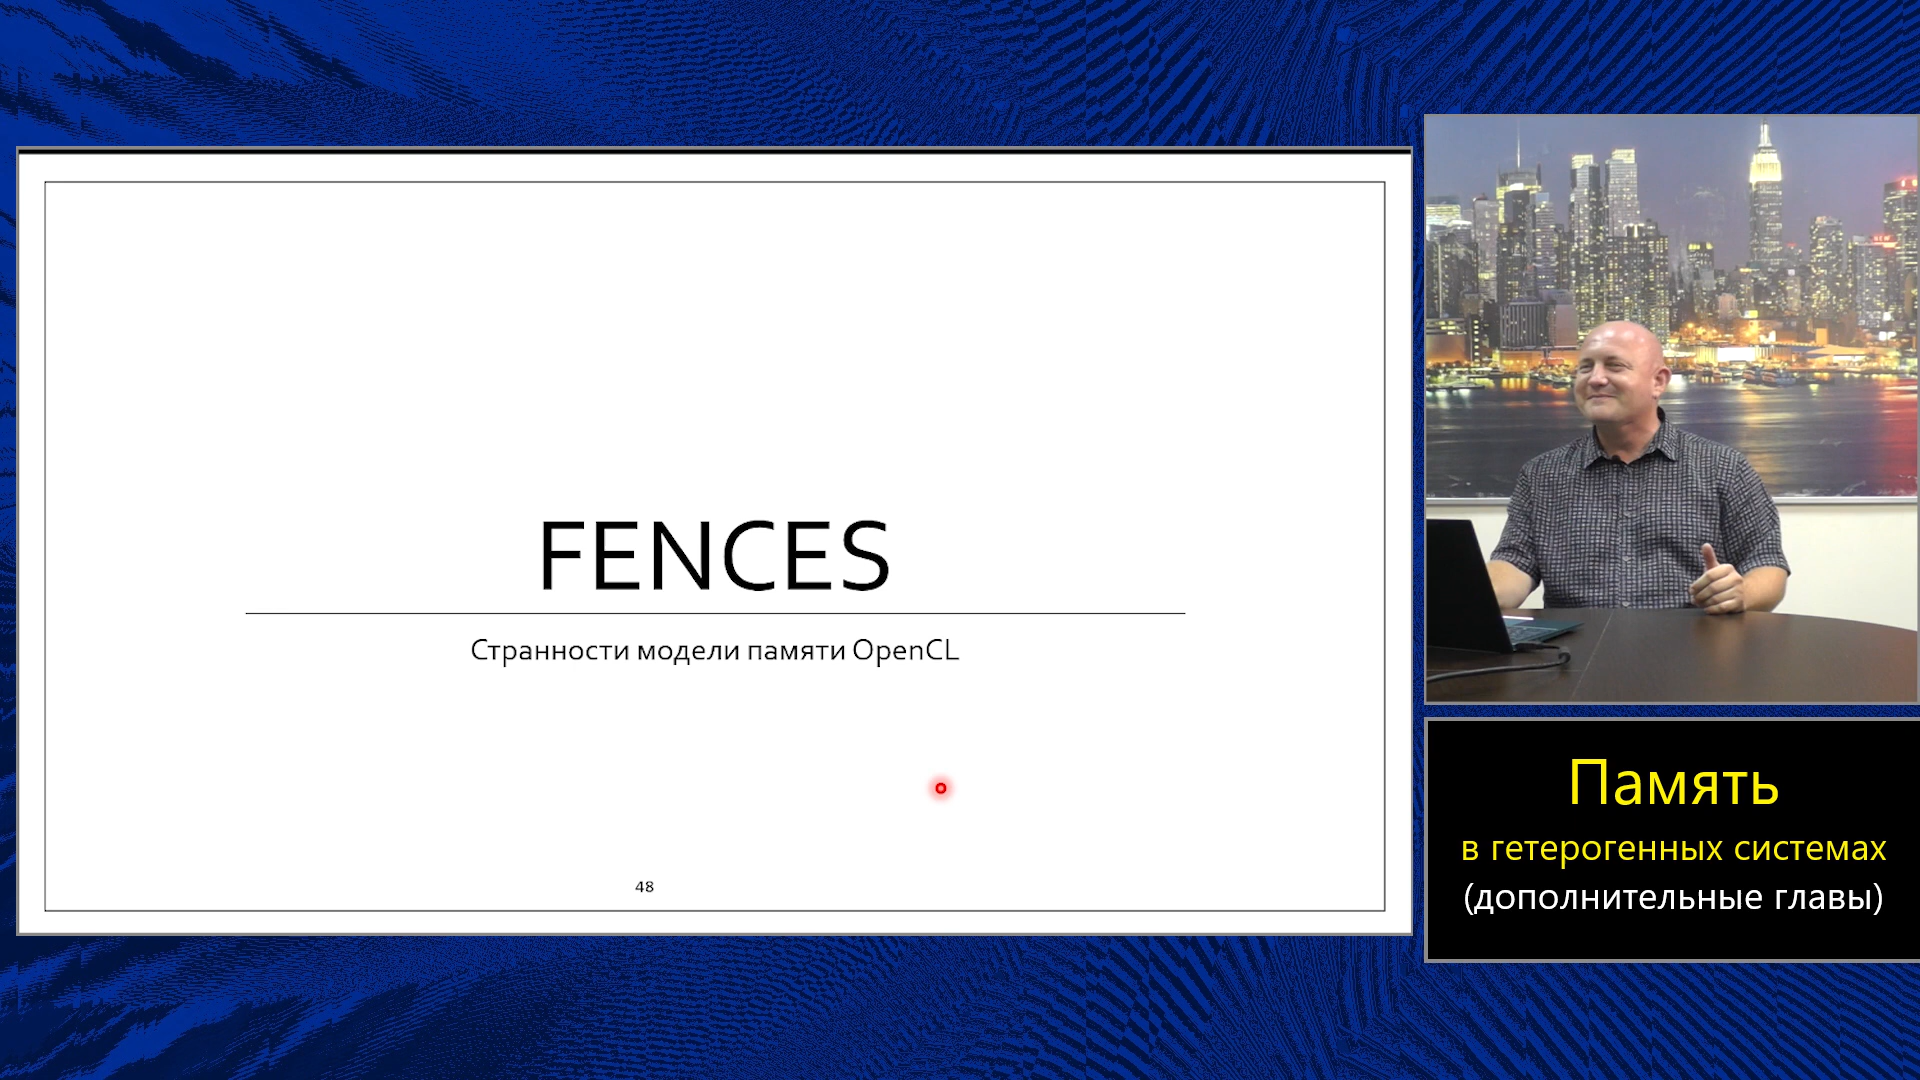 FENCES
Странности модели памяти OpenCL
48
Память
в гетерогенных системах
(дополнительные главы)